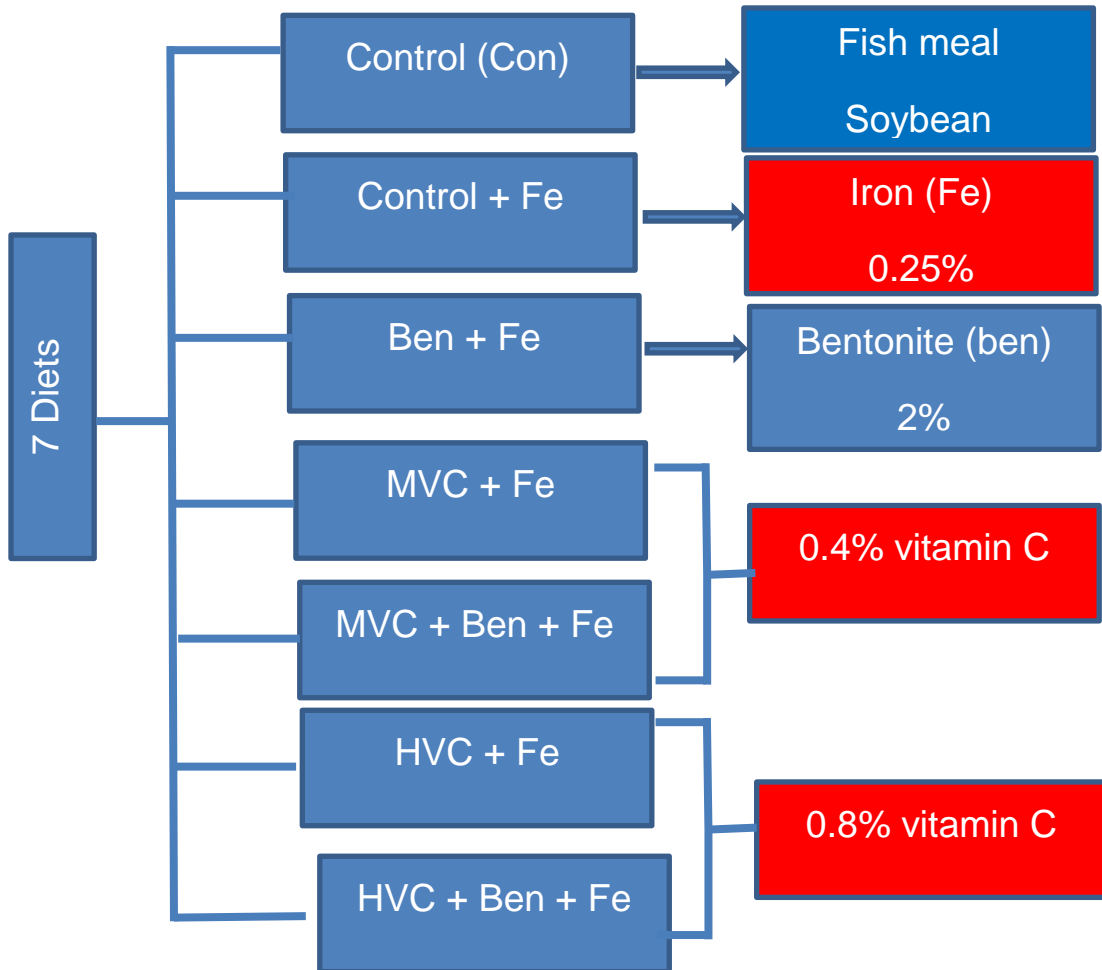 7 Diets
Control (Con)
Fish meal
Soybean
Control + Fe
Iron (Fe)
0.25%
Ben + Fe
Bentonite (ben)
2%
MVC + Fe
0.4% vitamin C
MVC + Ben + Fe
HVC + Fe
0.8% vitamin C
HVC + Ben + Fe